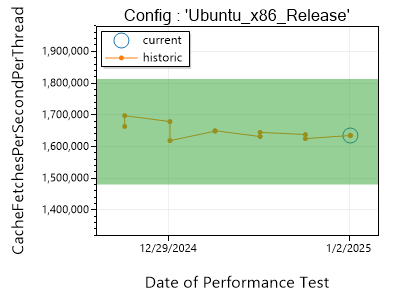 Config : 'Ubuntu_x86_Release'
CacheFetchesPerSecondPerThread
current
historic
1,900,000
1,800,000
1,700,000
1,600,000
1,500,000
1,400,000
12/29/2024
1/2/2025
Date of Performance Test